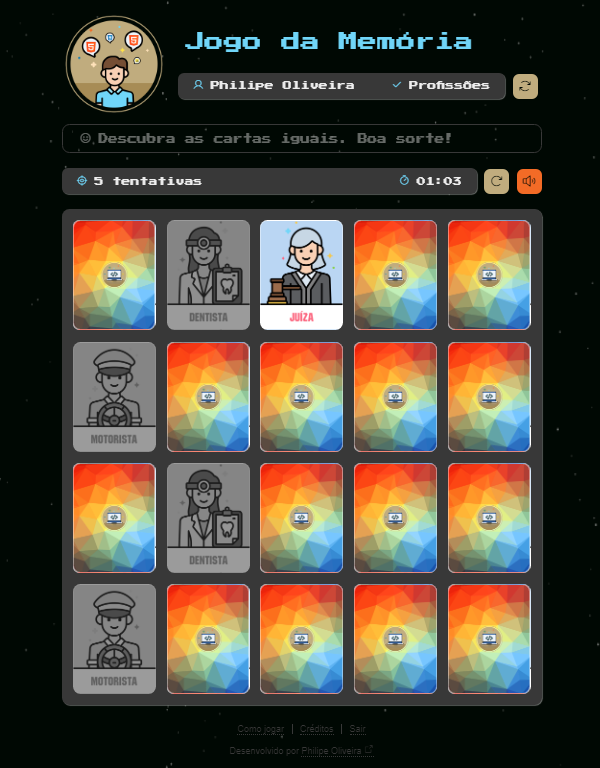 Jogo da Memória
Philipe Oliveira
Profissões
Descubra as cartas iguais. Boa sorte!
5 tentativas
01:03
DENTISTA
JUÍZA
MOTORISTA
DENTISTA
MOTORISTA
Como jogar | Créditos | Sair
Desenvolvido por Philipe Oliveira